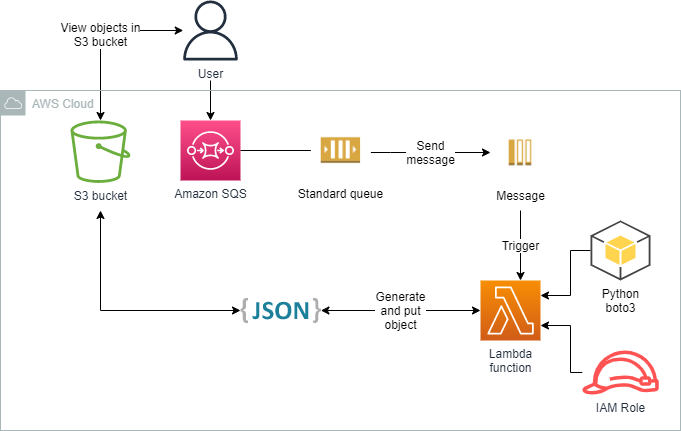 View objects in
S3 bucket
User
AWS Cloud
S3 bucket
Amazon SQS
Standard queue
Send
message
Message
Trigger
Python
boto3
{JSON}
Generate
and put
object
Lambda
function
IAM Role